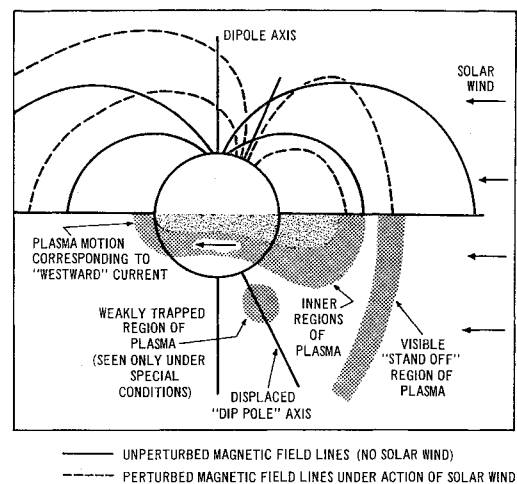 DIPOLE AXIS
SOLAR
WIND
PLASMA MOTION
CORRESPONDING TO
"WESTWARD" CURRENT
WEAKLY TRAPPED
REGION OF
PLASMA
(SEEN ONLY UNDER
SPECIAL
CONDITIONS)
INNER
REGIONS
OF
PLASMA
VISIBLE
"STAND OFF"
REGION OF
PLASMA
DISPLACED
"DIP POLE" AXIS
UNPERTURBED MAGNETIC FIELD LINES (NO SOLAR WIND)
PERTURBED MAGNETIC FIELD LINES UNDER ACTION OF SOLAR WIND